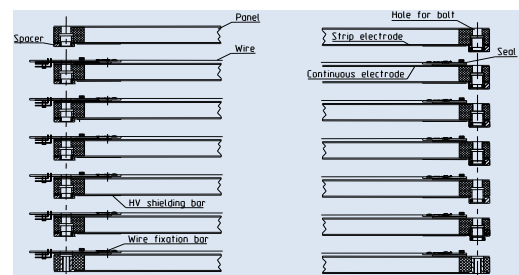 Panel
Spacer
Wire
HV shielding bar
Wire fixation bar
Hole for bolt
Strip electrode
Seal
Continuous electrode